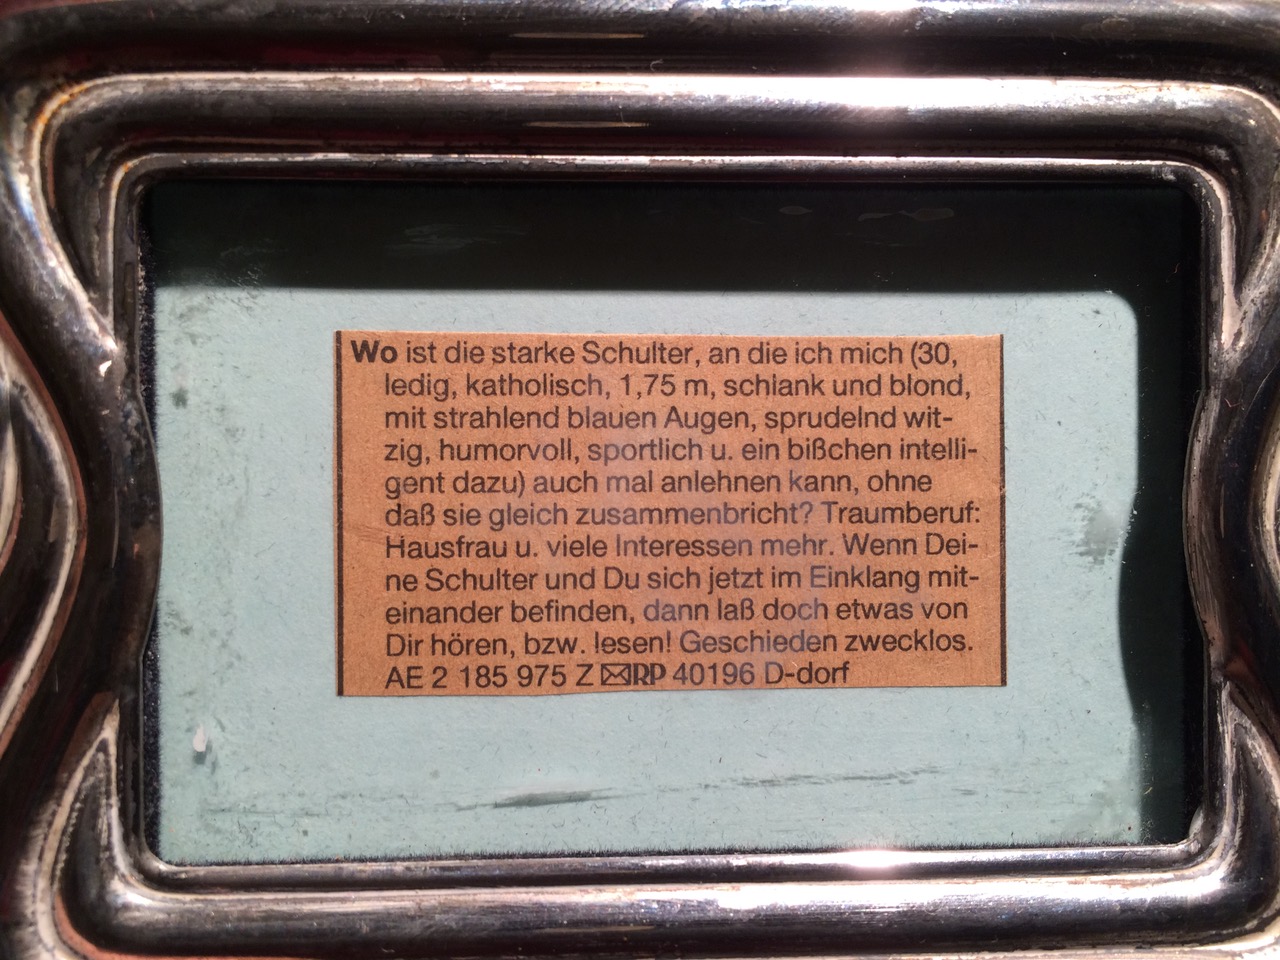 Wo ist die starke Schulter, an die ich mich (30,
ledig, katholisch, 1,75 m, schlank und blond,
mit strahlend blauen Augen, sprudelnd wit-
zig, humorvoll, sportlich u. ein bißchen intelli-
gent dazu) auch mal anlehnen kann, ohne
daß sie gleich zusammenbricht? Traumberuf:
Hausfrau u. viele Interessen mehr. Wenn Dei-
ne Schulter und Du sich jetzt im Einklang mit-
einander befinden, dann laß doch etwas von
Dir hören, bzw. lesen! Geschieden zwecklos.
AE 2 185 975 Z ✉RP 40196 D-dorf